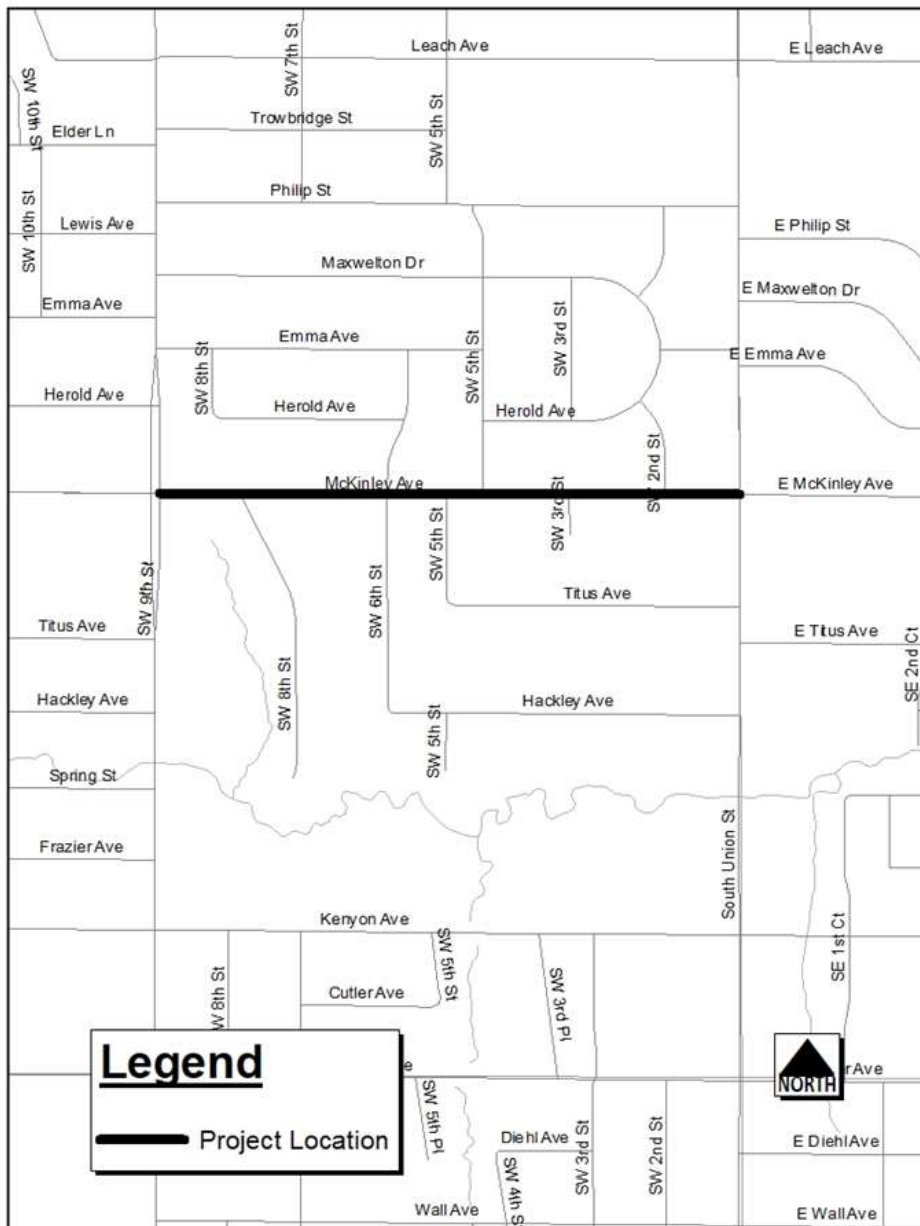 Leach Ave
E Leach Ave
SW 7th St
SW 10th St
SW 5th St
Trowbridge St
Elder Ln
Philip St
SW 10th St
Lewis Ave
E Philip St
Maxwelton Dr
E Maxwelton Dr
Emma Ave
Emma Ave
SW 8th St
SW 5th St
SW 3rd St
E Emma Ave
Herold Ave
Herold Ave
Herold Ave
SW 2nd St
McKinley Ave
E McKinley Ave
SW 3rd St
SW 5th St
SW 9th St
SW 6th St
Titus Ave
Titus Ave
E Titus Ave
SE 2nd Ct
SW 8th St
Hackley Ave
Hackley Ave
SW 5th St
Spring St
South Union St
Frazier Ave
Kenyon Ave
SE 1st Ct
SW 5th St
SW 3rd Pl
W 8th St
Cutler Ave
Legend
Project Location
NORTH
r Ave
SW 5th Pl
Diehl Ave
SW 3rd St
SW 2nd St
E Diehl Ave
SW 4th S
Wall Ave
E Wall Ave